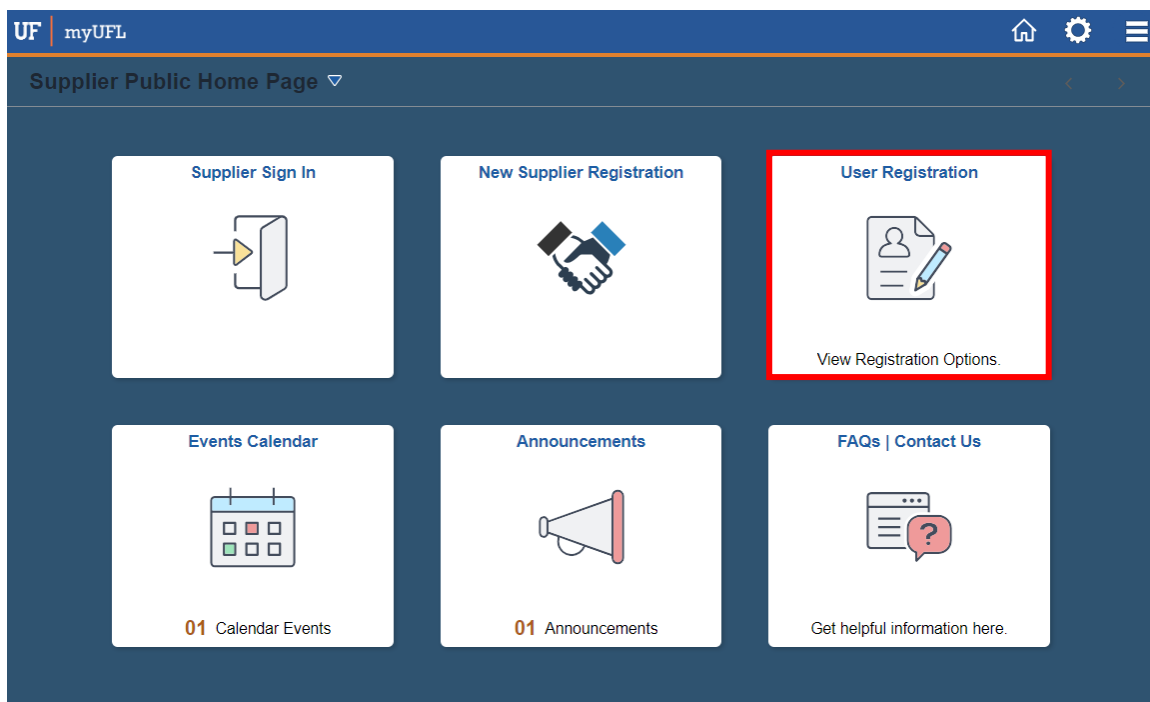 UF myUFL
Supplier Public Home Page
Supplier Sign In
New Supplier Registration
User Registration
View Registration Options.
Events Calendar
Announcements
FAQs | Contact Us
?
01 Calendar Events
01 Announcements
Get helpful information here.